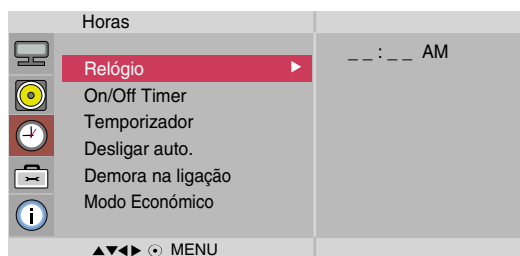 Horas
Relógio ▶
_ _ : _ _ AM
On/Off Timer
Temporizador
Desligar auto.
Demora na ligação
Modo Económico
▲▼◀▶ ⊙ MENU